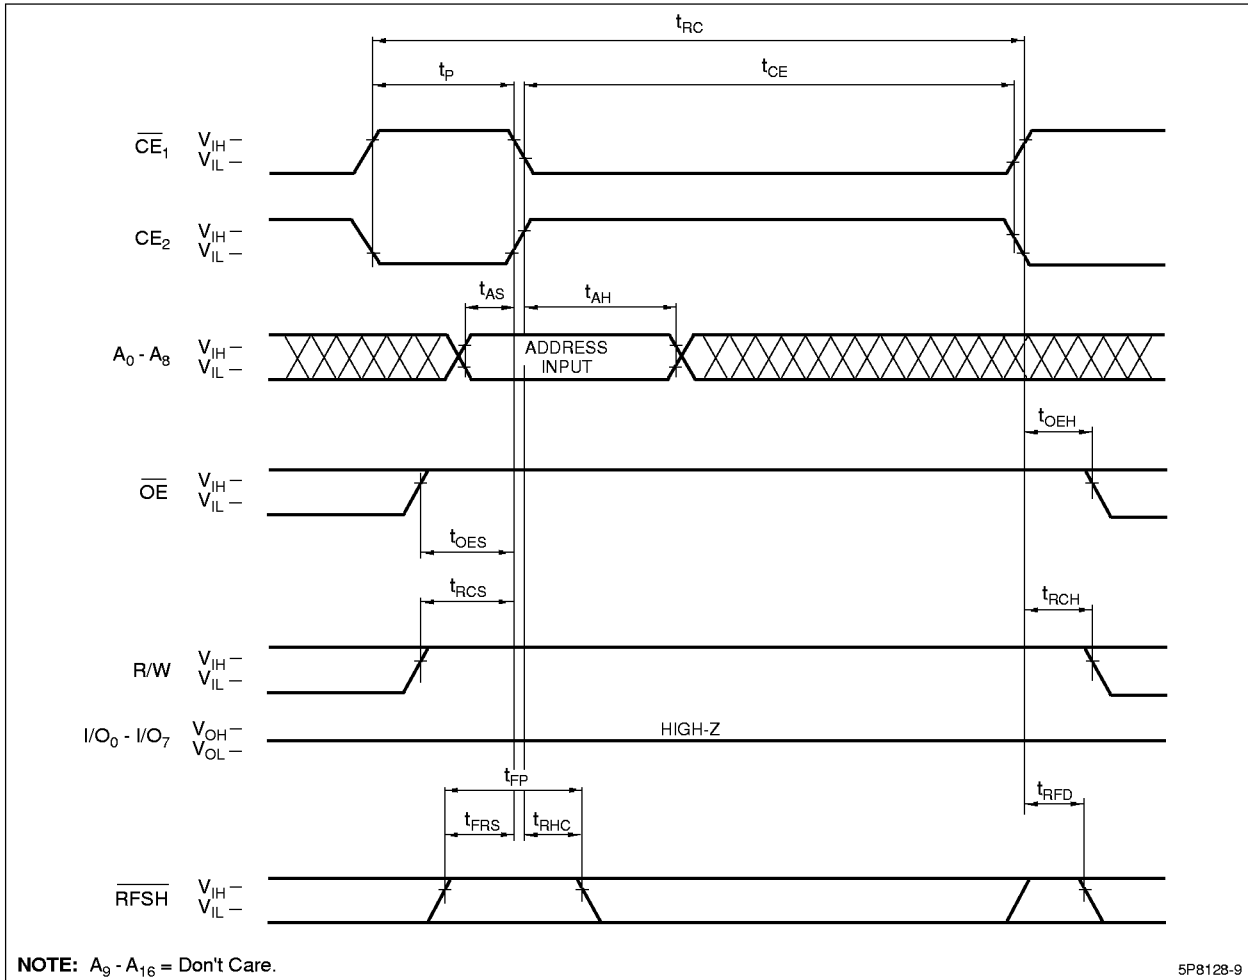 tRC
tP
tCE
CE1 VIH
VIL
CE2 VIH
VIL
tAS
tAH
A0 - A8 VIH
VIL
ADDRESS
INPUT
tOEH
OE VIH
VIL
tOES
tRCS
tRCH
R/W VIH
VIL
I/O0 - I/O7 VOH
VOL
HIGH-Z
tFP
tRFD
tFRS
tRHC
RFSH VIH
VIL
NOTE: A9 - A16 = Don't Care.
5P8128-9